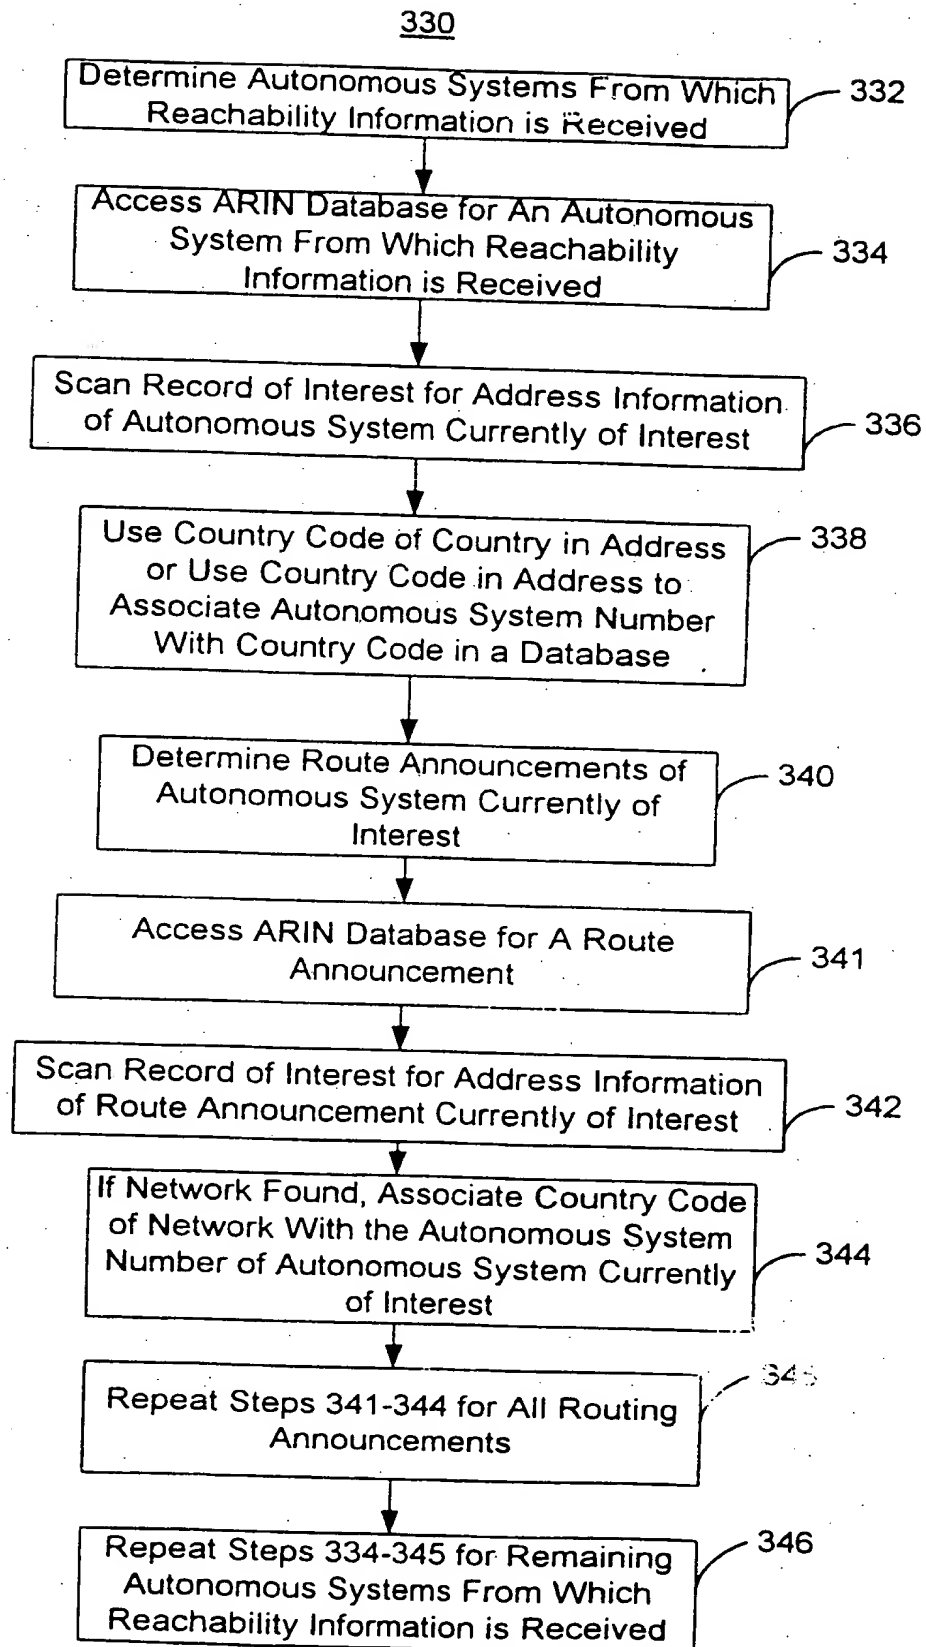 330
Determine Autonomous Systems From Which
Reachability Information is Received
332
Access ARIN Database for An Autonomous
System From Which Reachability
Information is Received
334
Scan Record of Interest for Address Information
of Autonomous System Currently of Interest
336
Use Country Code of Country in Address
or Use Country Code in Address to
Associate Autonomous System Number
With Country Code in a Database
338
Determine Route Announcements of
Autonomous System Currently of
Interest
340
Access ARIN Database for A Route
Announcement
341
Scan Record of Interest for Address Information
of Route Announcement Currently of Interest
342
If Network Found, Associate Country Code
of Network With the Autonomous System
Number of Autonomous System Currently
of Interest
344
Repeat Steps 341-344 for All Routing
Announcements
345
Repeat Steps 334-345 for Remaining
Autonomous Systems From Which
Reachability Information is Received
346